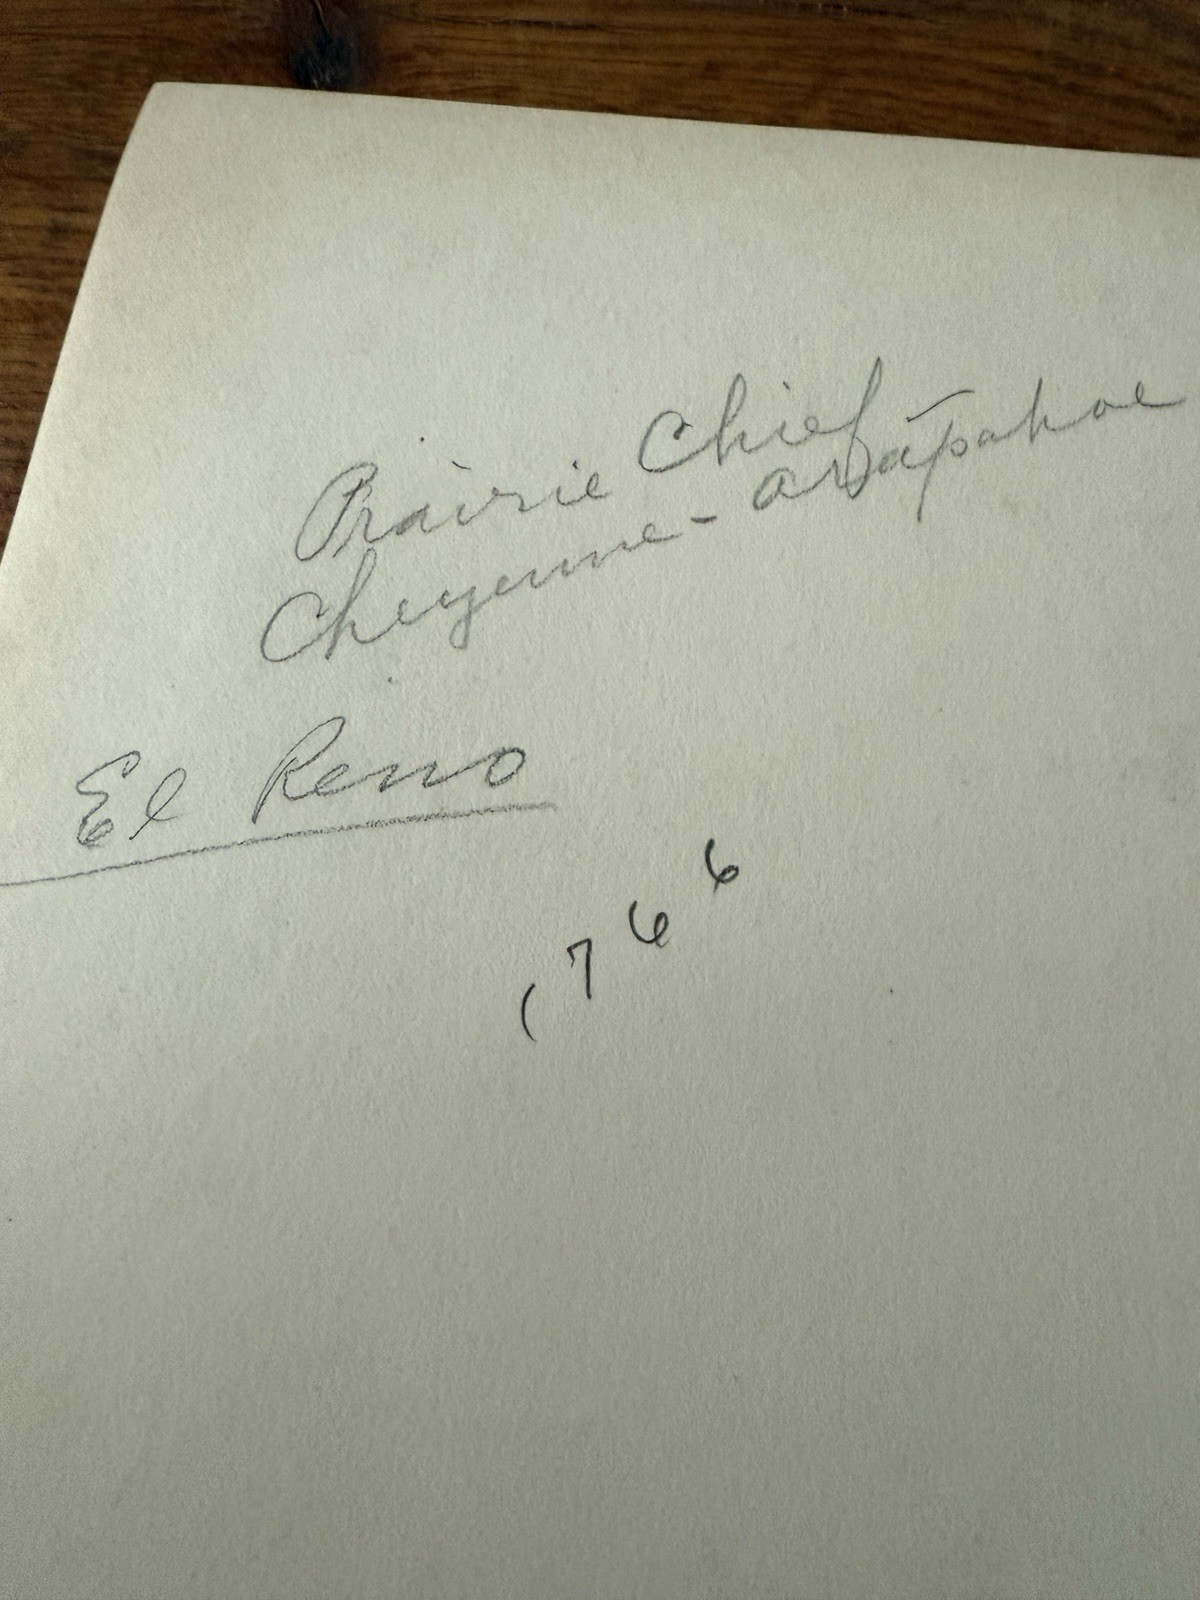 Prairie Chief
Cheyenne - Arapahoe
El Reno
1766